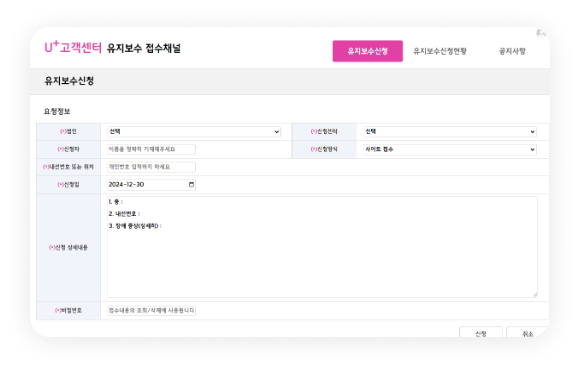 U+고객센터 유지보수 접수채널
유지보수신청 유지보수신청현황 공지사항
유지보수신청
요청정보
(*)법인 선택 (*)신청센터 선택
(*)신청자 이름을 정확히 기재해주세요 (*)신청방식 사이트 접수
(*)내선번호 또는 위치 개인번호 입력하지 마세요
(*)신청일 2024-12-30
1. 층 :
2. 내선번호 :
3. 장애 증상(상세히) :
(*)신청 상세내용
(*)비밀번호 접수내용의 조회/삭제에 사용됩니다
신청 취소